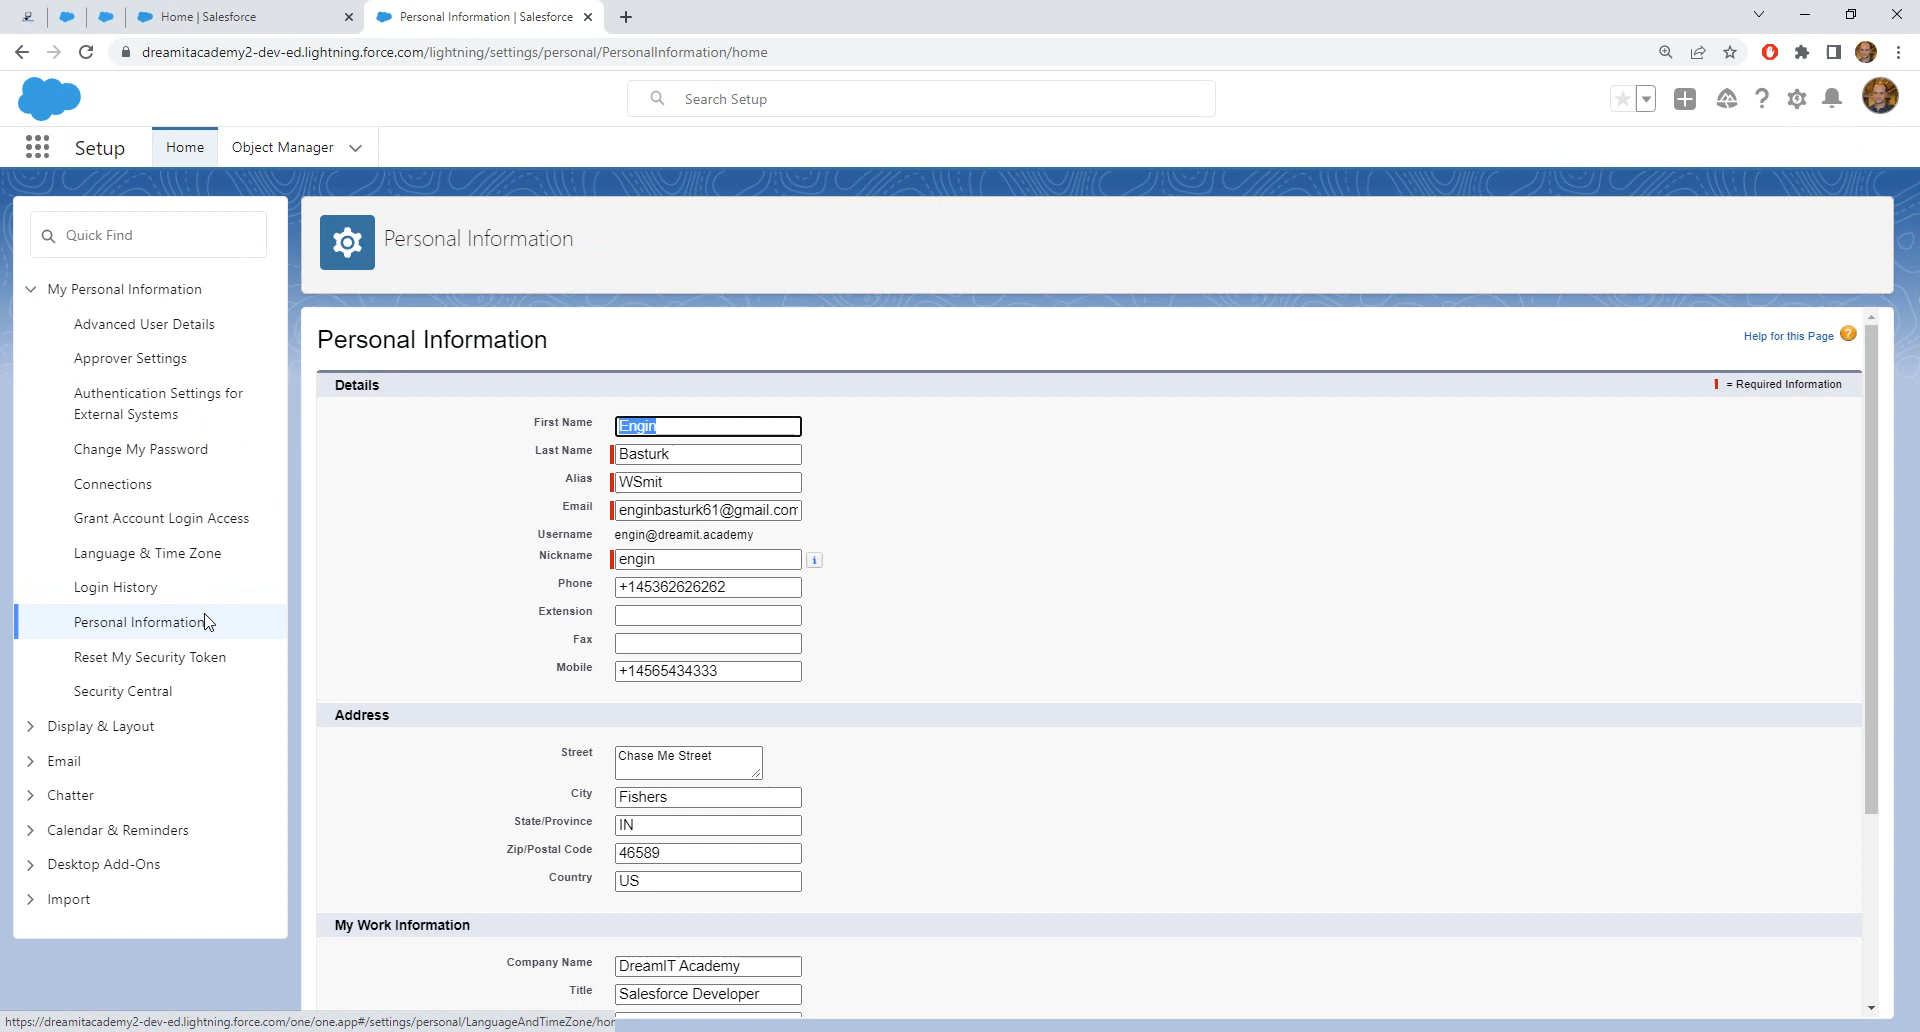 Home | Salesforce
Personal Information | Salesforce
dreamitacademy2-dev-ed.lightning.force.com/lightning/settings/personal/PersonalInformation/home
Search Setup
Setup
Home
Object Manager
Quick Find
My Personal Information
Advanced User Details
Approver Settings
Authentication Settings for
External Systems
Change My Password
Connections
Grant Account Login Access
Language & Time Zone
Login History
Personal Information
Reset My Security Token
Security Central
Display & Layout
Email
Chatter
Calendar & Reminders
Desktop Add-Ons
Import
Personal Information
Personal Information
Help for this Page
Details
= Required Information
First Name Engin
Last Name Basturk
Alias WSmit
Email enginbasturk61@gmail.com
Username engin@dreamit.academy
Nickname engin
Phone +145362626262
Extension
Fax
Mobile +14565434333
Address
Street Chase Me Street
City Fishers
State/Province IN
Zip/Postal Code 46589
Country US
My Work Information
Company Name DreamIT Academy
Title Salesforce Developer
https://dreamitacademy2-dev-ed.lightning.force.com/one/one.app#/settings/personal/LanguageAndTimeZone/hor